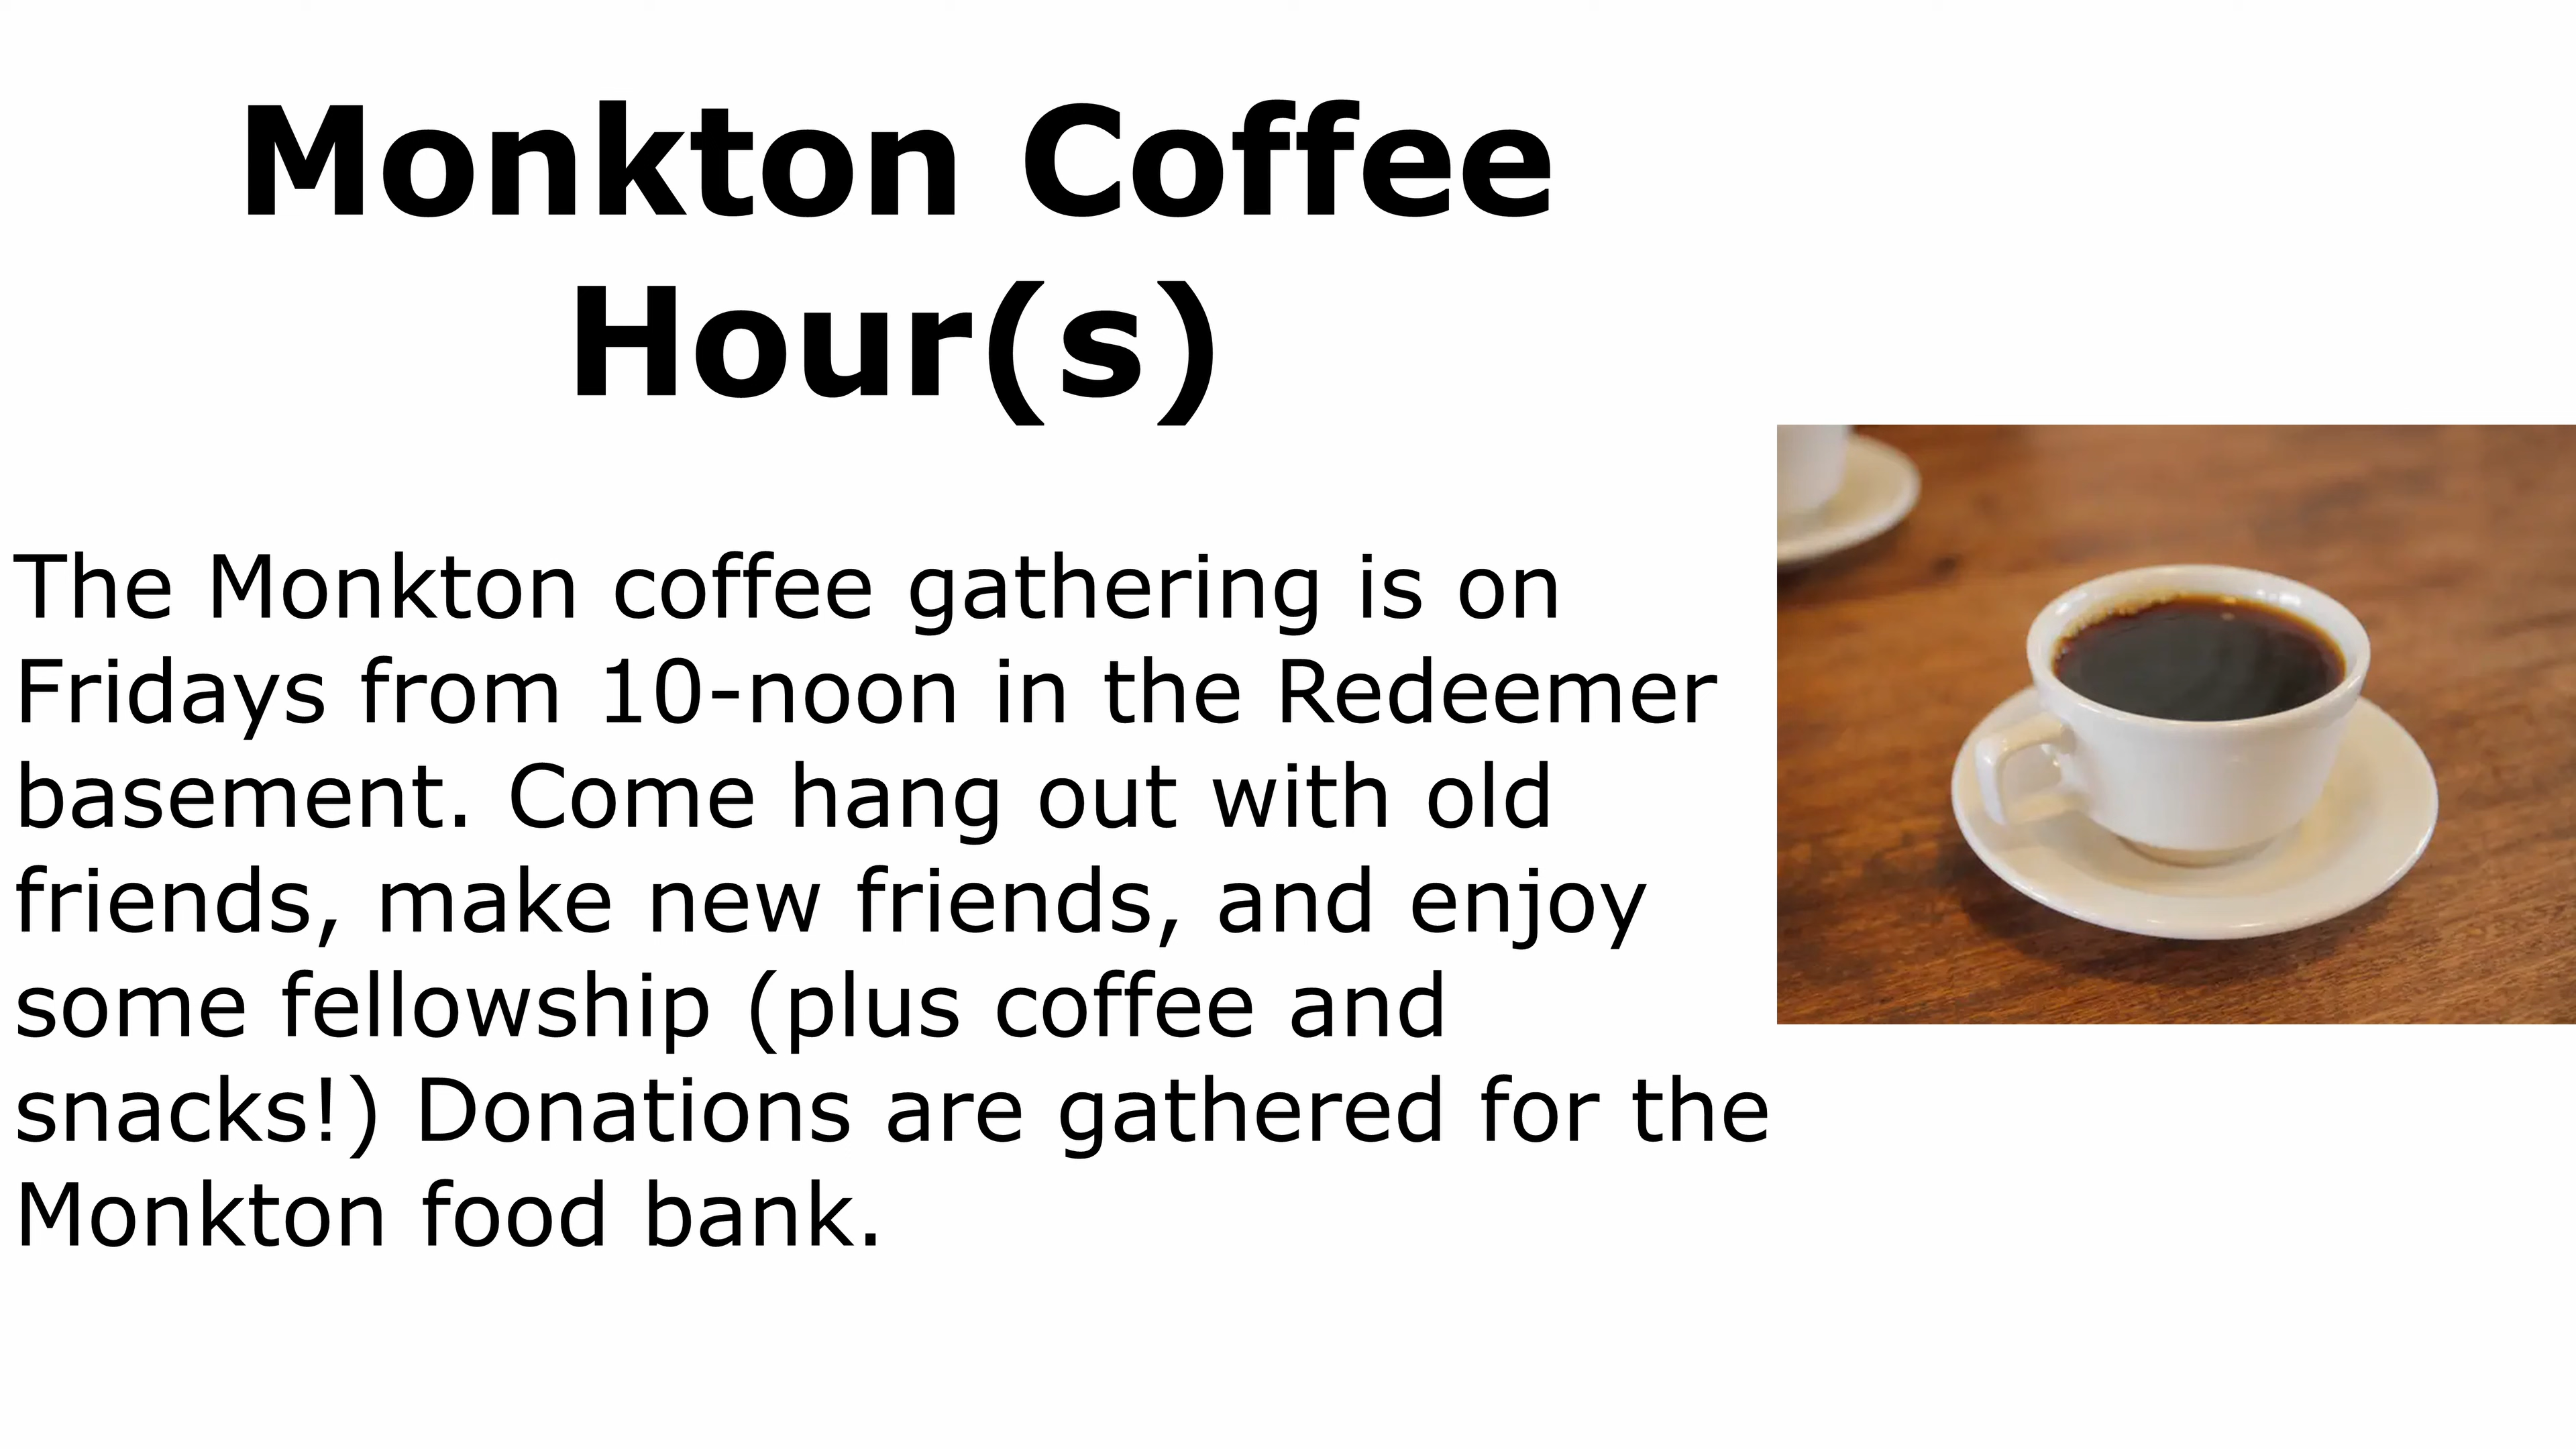 Monkton Coffee
Hour(s)
The Monkton coffee gathering is on
Fridays from 10-noon in the Redeemer
basement. Come hang out with old
friends, make new friends, and enjoy
some fellowship (plus coffee and
snacks!) Donations are gathered for the
Monkton food bank.